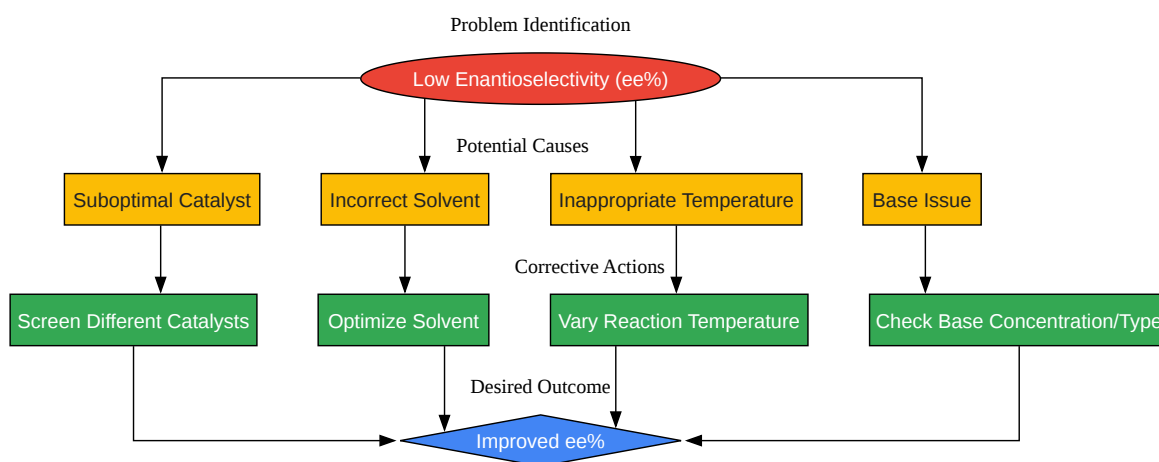 Problem Identification
Low Enantioselectivity (ee%)
Potential Causes
Suboptimal Catalyst
Incorrect Solvent
Inappropriate Temperature
Base Issue
Corrective Actions
Screen Different Catalysts
Optimize Solvent
Vary Reaction Temperature
Check Base Concentration/Type
Desired Outcome
Improved ee%